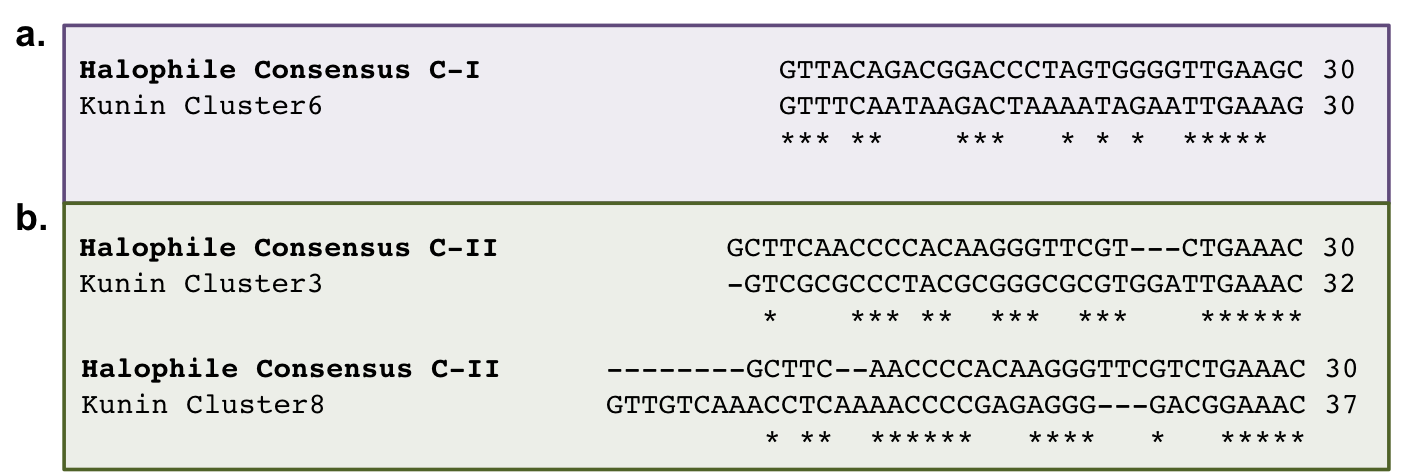 a.
Halophile Consensus C-I GTTACAGACGGACCCTAGTGGGGTTGAAGC 30
Kunin Cluster6 GTTTCAATAAGACTAAAATAGAATTGAAAG 30
*** ** *** * * * *****
b.
Halophile Consensus C-II GCTTCAACCCCACAAGGGTTCGT---CTGAAAC 30
Kunin Cluster3 -GTCGCGCCCTACGCGGGCGCGTGGATTGAAAC 32
* *** ** *** *** ******
Halophile Consensus C-II --------GCTTC--AACCCCACAAGGGTTCGTCTGAAAC 30
Kunin Cluster8 GTTGTCAAACCTCAAAACCCCGAGAGGG---GACGGAAAC 37
* ** ****** **** * *****